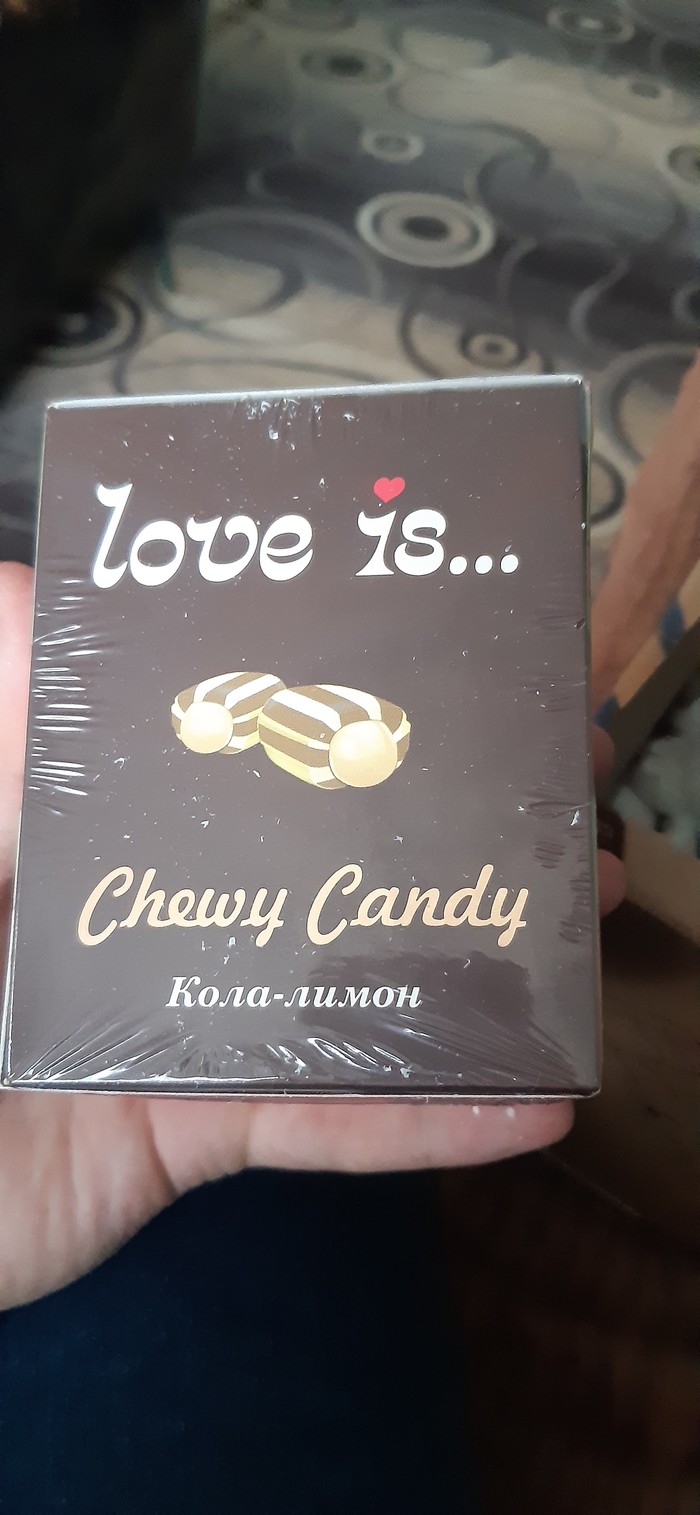 love is...
Chewy Candy
Кола-лимон